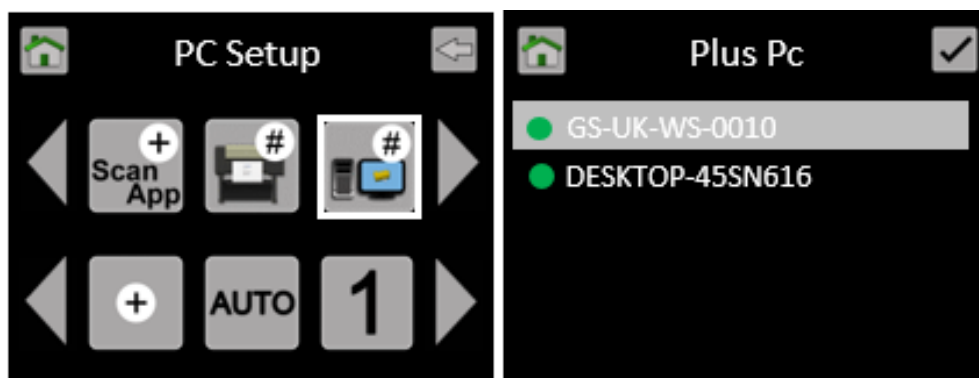 PC Setup
+
Scan
App
#
#
+
AUTO
1
Plus Pc
GS-UK-WS-0010
DESKTOP-45SN616